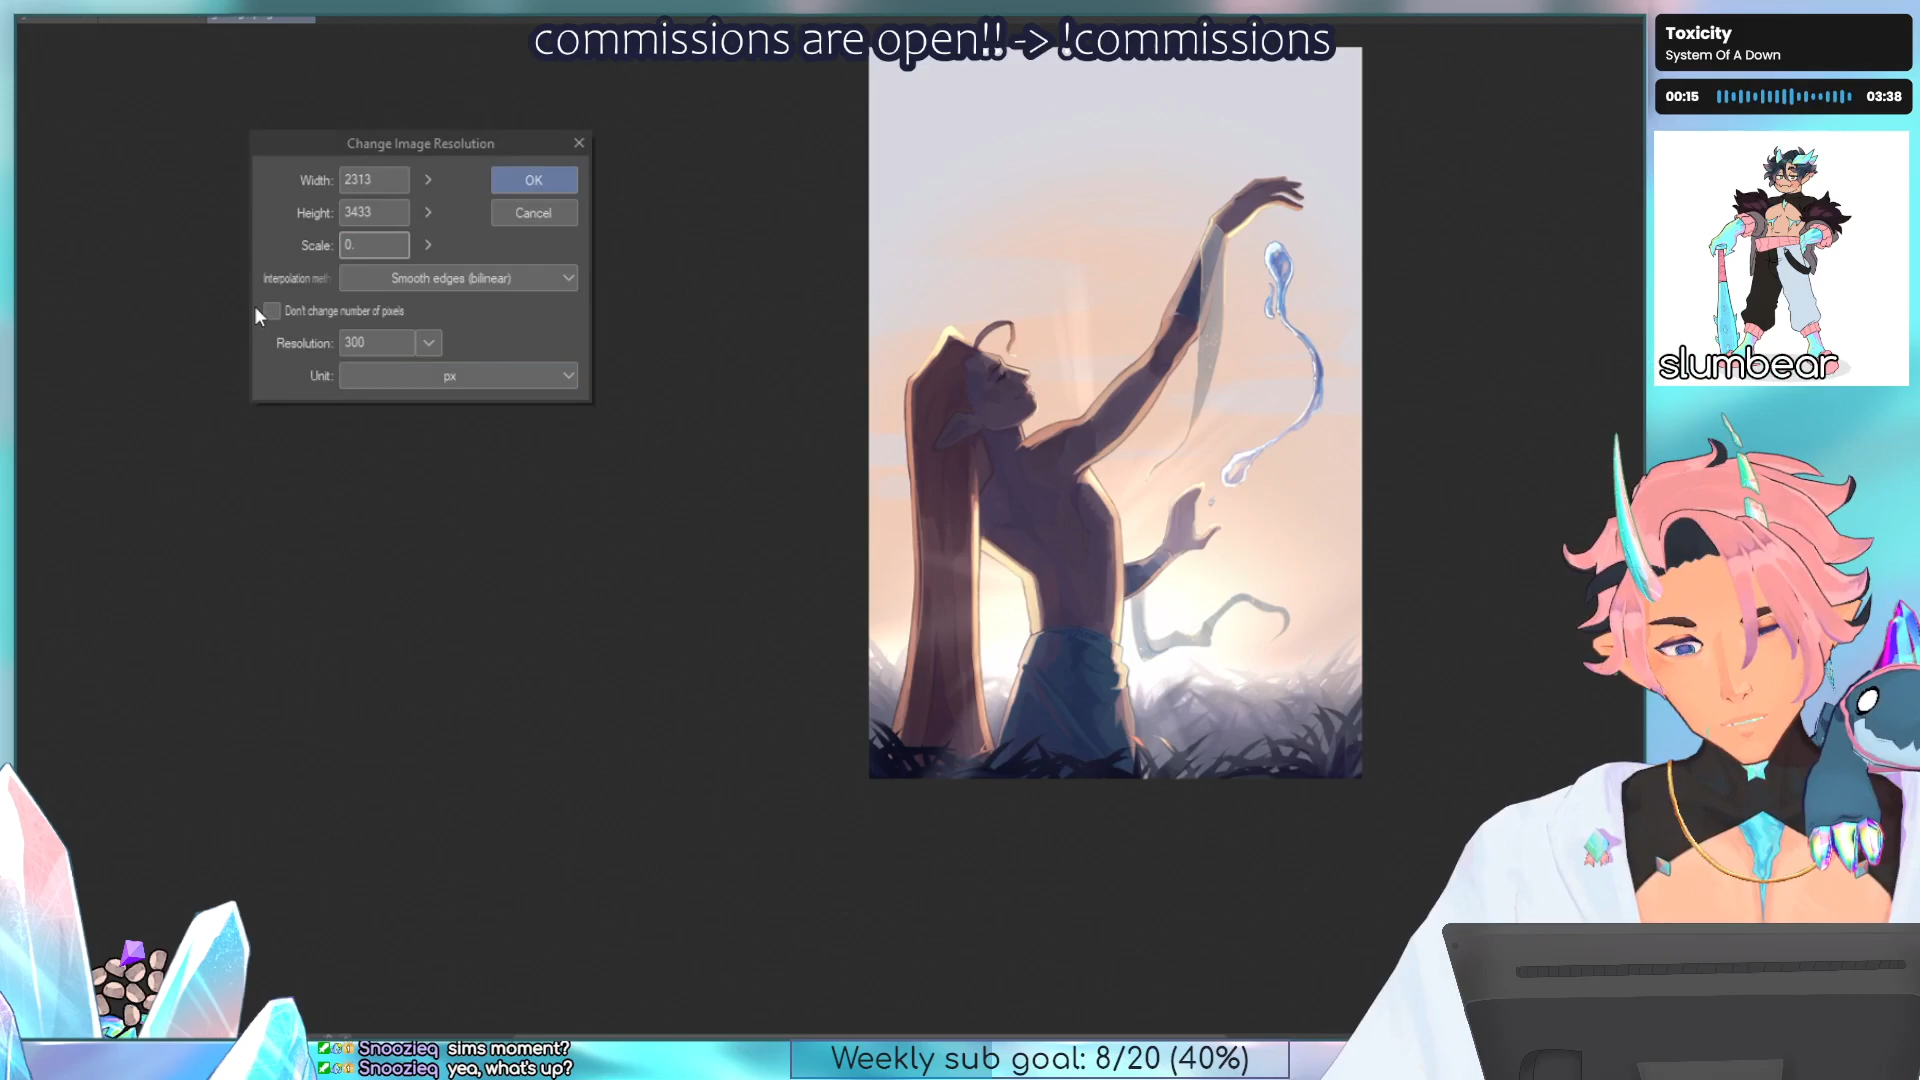 commissions are open!! -> !commissions
Toxicity
System Of A Down
00:15
03:38
Change Image Resolution
Width:
2313
OK
Height:
3433
Cancel
Scale:
0.
Smooth edges (bilinear)
Don't change number of pixels
Resolution:
300
Unit:
px
slumbear
Snoozieq sims moment?
Snoozieq yea, what's up?
Weekly sub goal: 8/20 (40%)